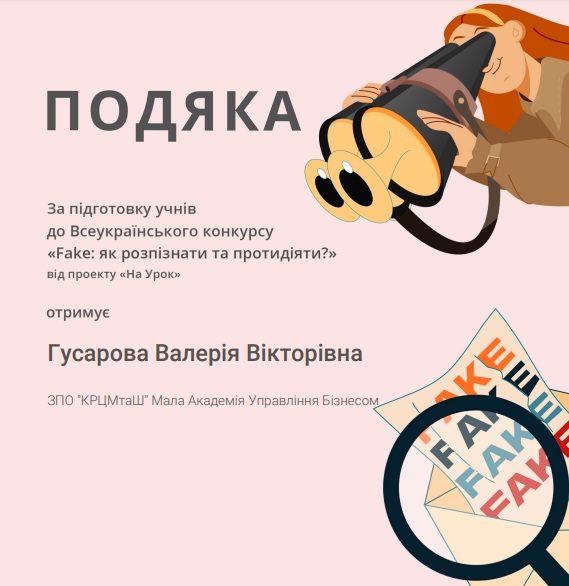 ПОДЯКА
За підготовку учнів
до Всеукраїнського конкурсу
«Fake: як розпізнати та протидіяти?»
від проекту «На Урок»
отримує
Гусарова Валерія Вікторівна
ЗПО "КРЦМтаШ" Мала Академія Управління Бізнесом
FAKE
FAKE
FAKE
FAKE